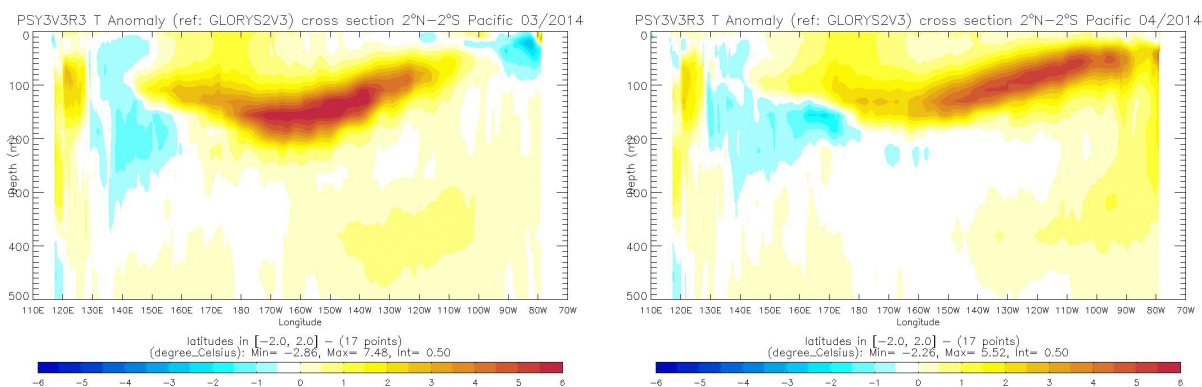 PSY3V3R3 T Anomaly (ref: GLORYS2V3) cross section 2°N-2°S Pacific 03/2014
0
100
200
300
400
500
Depth (m)
110E 120E 130E 140E 150E 160E 170E 180W 170W 160W 150W 140W 130W 120W 110W 100W 90W 80W 70W
Longitude
latitudes in [-2.0, 2.0] - (17 points)
(degree_Celsius): Min= -2.86, Max= 7.48, Int= 0.50
-6 -5 -4 -3 -2 -1 0 1 2 3 4 5 6
PSY3V3R3 T Anomaly (ref: GLORYS2V3) cross section 2°N-2°S Pacific 04/2014
0
100
200
300
400
500
Depth (m)
110E 120E 130E 140E 150E 160E 170E 180W 170W 160W 150W 140W 130W 120W 110W 100W 90W 80W 70W
Longitude
latitudes in [-2.0, 2.0] - (17 points)
(degree_Celsius): Min= -2.26, Max= 5.52, Int= 0.50
-6 -5 -4 -3 -2 -1 0 1 2 3 4 5 6